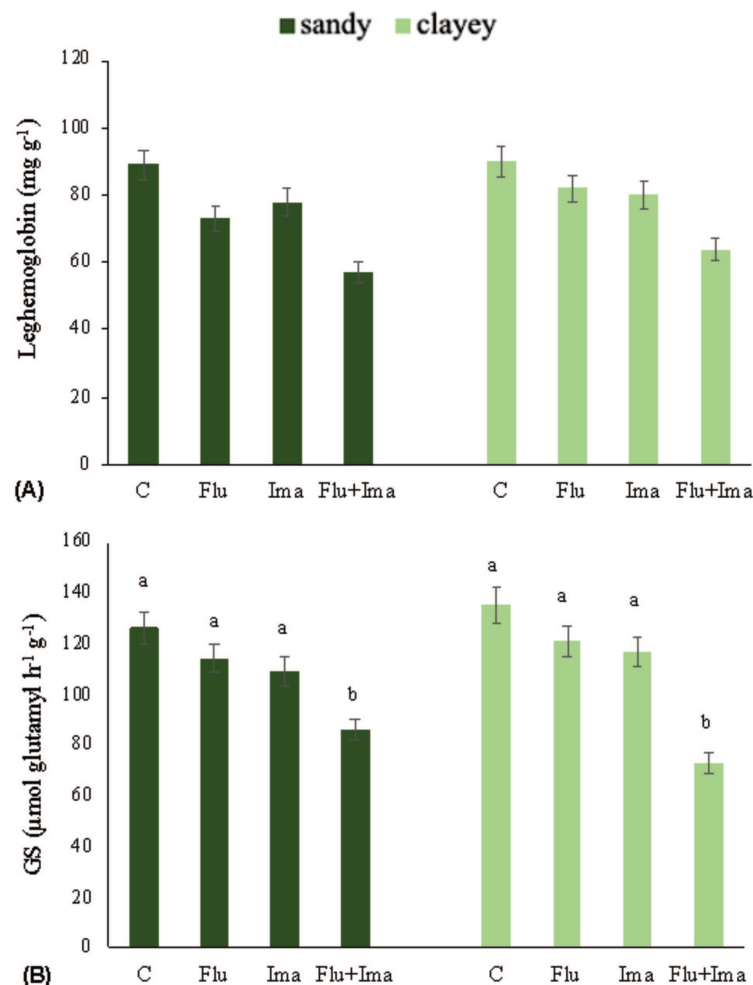 sandy clayey
Leghemoglobin (mg g⁻¹)
120
100
80
60
40
20
0
(A)
C Flu Ima Flu+Ima C Flu Ima Flu+Ima
GS (µmol glutamyl h⁻¹ g⁻¹)
160
140
120
100
80
60
40
20
0
a a a b a a a b
(B)
C Flu Ima Flu+Ima C Flu Ima Flu+Ima